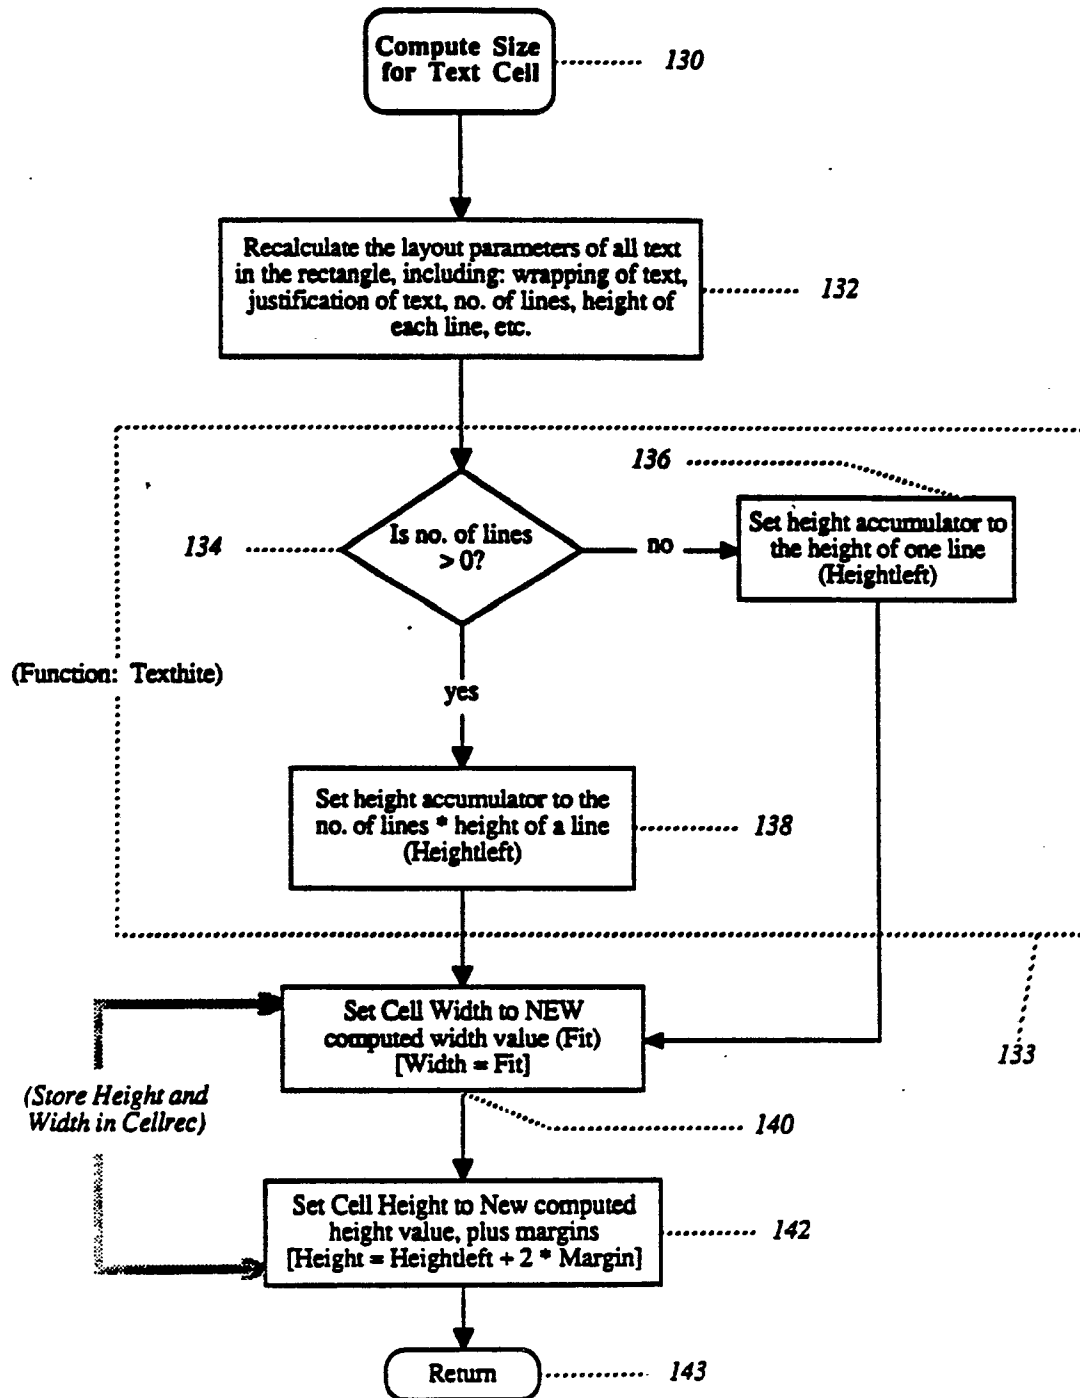 Compute Size
for Text Cell
130
Recalculate the layout parameters of all text
in the rectangle, including: wrapping of text,
justification of text, no. of lines, height of
each line, etc.
132
136
134
Is no. of lines
> 0?
no
Set height accumulator to
the height of one line
(Heightleft)
(Function: Texthite)
yes
Set height accumulator to the
no. of lines * height of a line
(Heightleft)
138
Set Cell Width to NEW
computed width value (Fit)
[Width = Fit]
133
(Store Height and
Width in Cellrec)
140
Set Cell Height to New computed
height value, plus margins
[Height = Heightleft + 2 * Margin]
142
Return
143